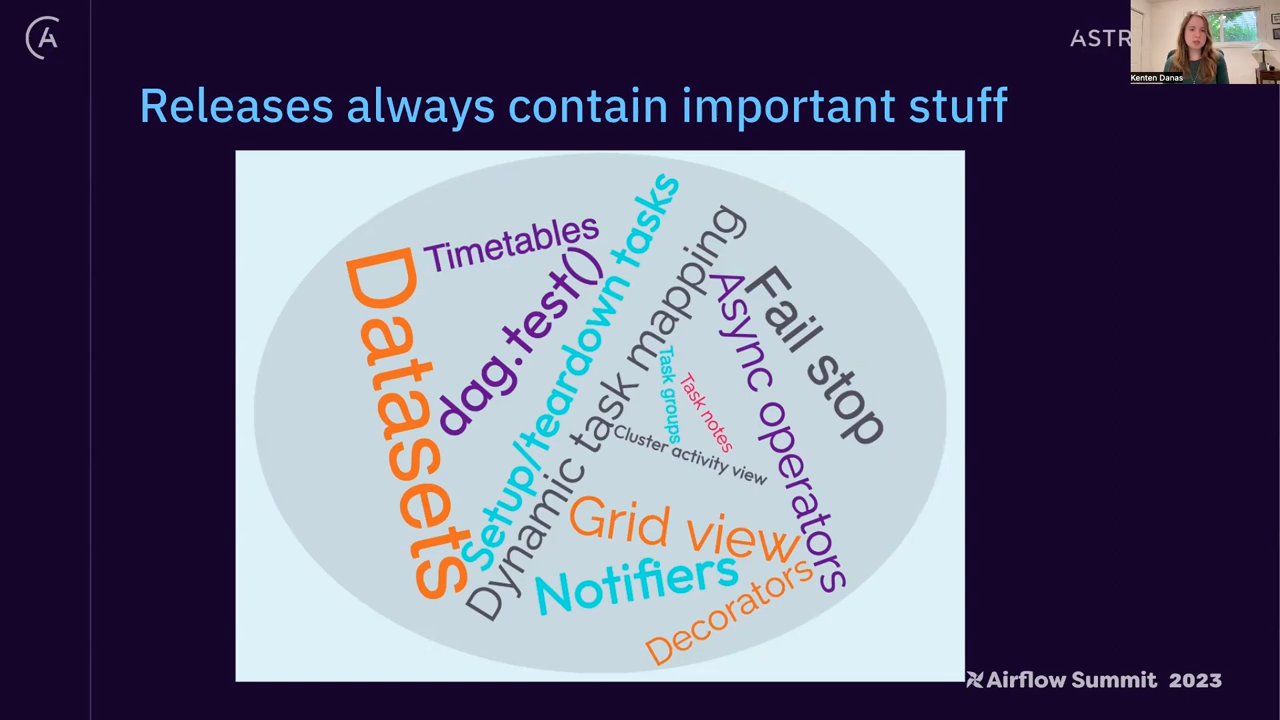 ASTR
Kenten Danas
Releases always contain important stuff
Timetables
Datasets
dag.test()
Setup/teardown tasks
Dynamic task mapping
Fail stop
Async operators
Task groups
Task notes
Cluster activity view
Grid view
Notifiers
Decorators
Airflow Summit 2023